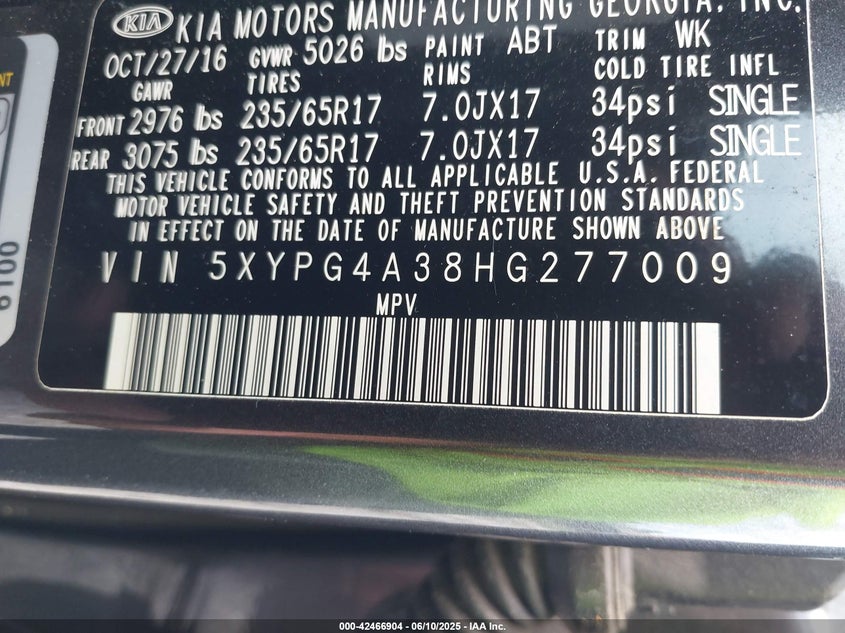 KIA KIA MOTORS MANUFACTURING GEORGIA, INC.
OCT/27/16 GVWR 5026 lbs PAINT ABT TRIM WK
GAWR TIRES RIMS COLD TIRE INFL
FRONT 2976 lbs 235/65R17 7.0JX17 34psi SINGLE
REAR 3075 lbs 235/65R17 7.0JX17 34psi SINGLE
THIS VEHICLE CONFORMS TO ALL APPLICABLE U.S.A. FEDERAL
MOTOR VEHICLE SAFETY AND THEFT PREVENTION STANDARDS
IN EFFECT ON THE DATE OF MANUFACTURE SHOWN ABOVE
VIN 5XYPG4A38HG277009
MPV
000-42466904 - 06/10/2025 - IAA Inc.